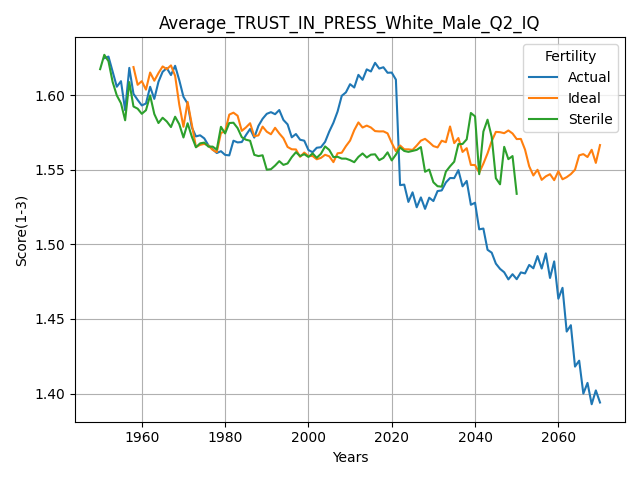 Average_TRUST_IN_PRESS_White_Male_Q2_IQ
Fertility
Actual
Ideal
Sterile
Score(1-3)
1.60
1.55
1.50
1.45
1.40
1960
1980
2000
2020
2040
2060
Years